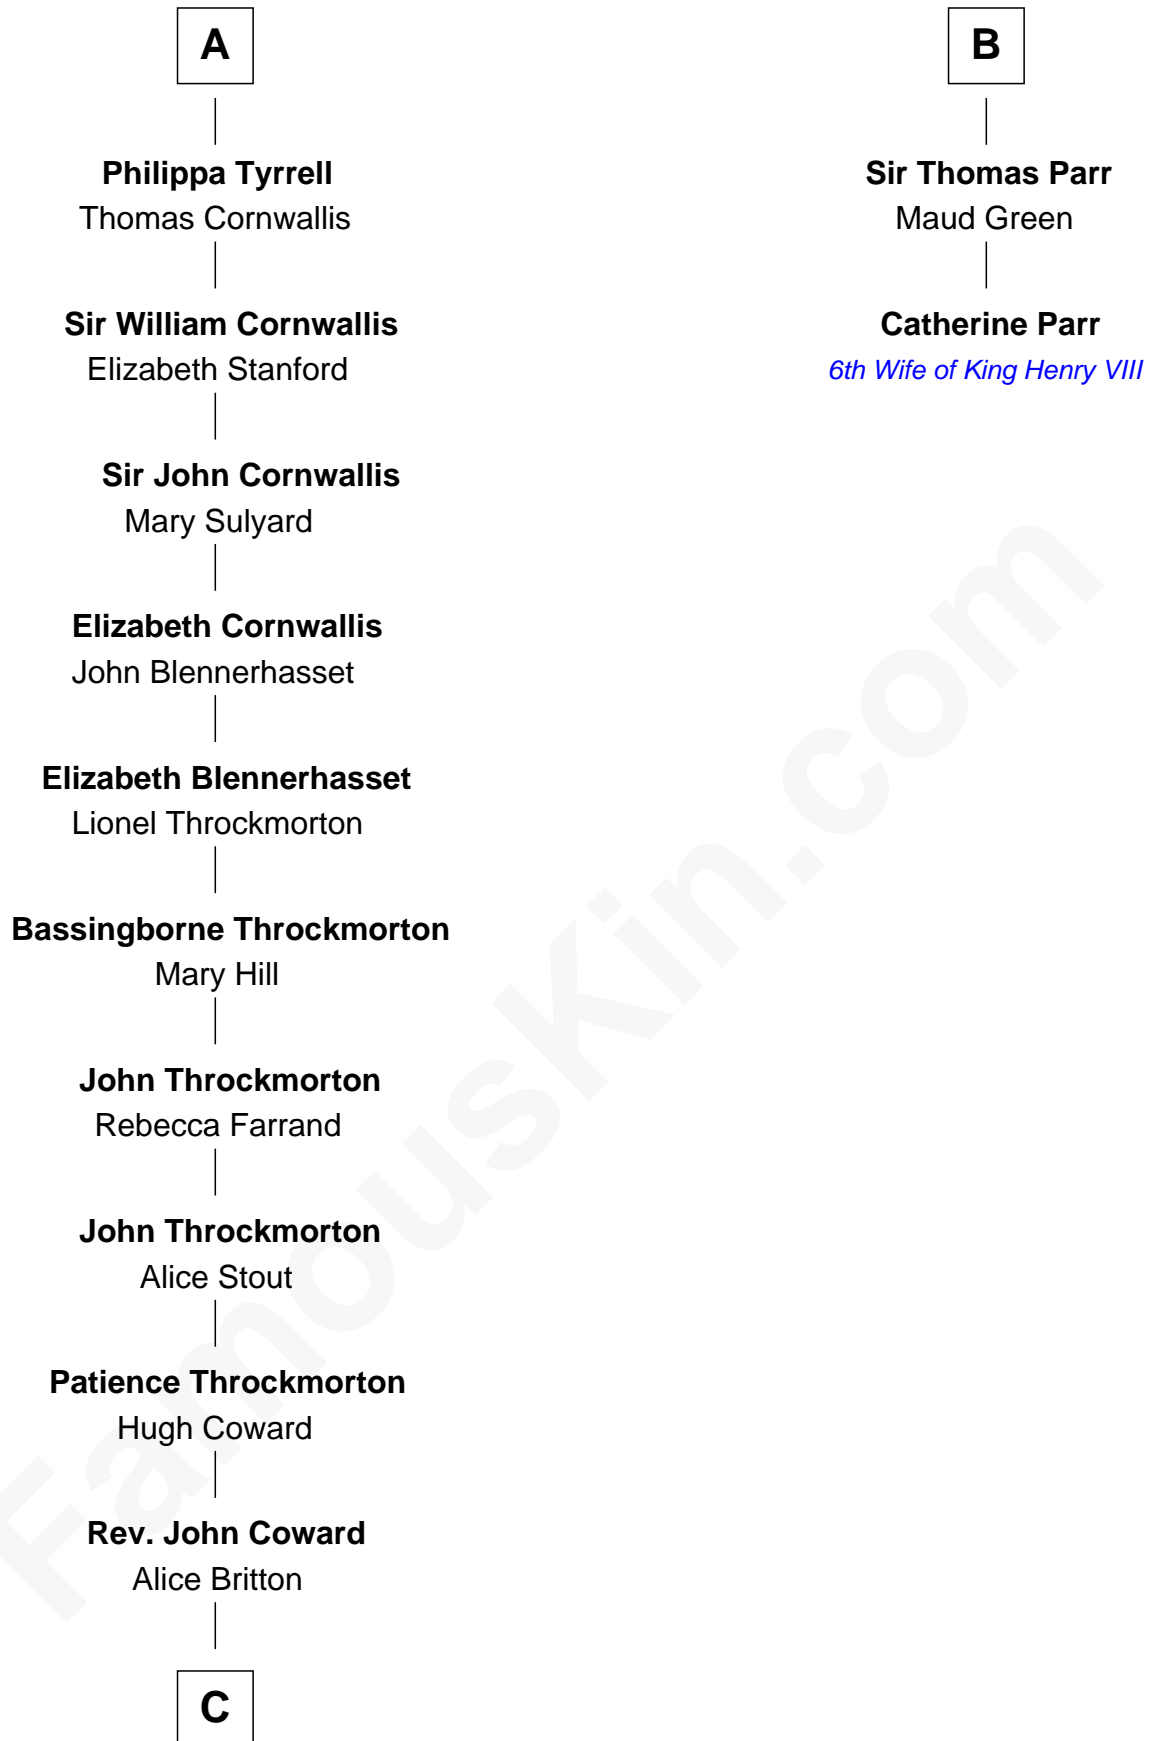 A
Philippa Tyrrell
Thomas Cornwallis
Sir William Cornwallis
Elizabeth Stanford
Sir John Cornwallis
Mary Sulyard
Elizabeth Cornwallis
John Blennerhasset
Elizabeth Blennerhasset
Lionel Throckmorton
Bassingborne Throckmorton
Mary Hill
John Throckmorton
Rebecca Farrand
John Throckmorton
Alice Stout
Patience Throckmorton
Hugh Coward
Rev. John Coward
Alice Britton
C
B
Sir Thomas Parr
Maud Green
Catherine Parr
6th Wife of King Henry VIII
FamousKin.com